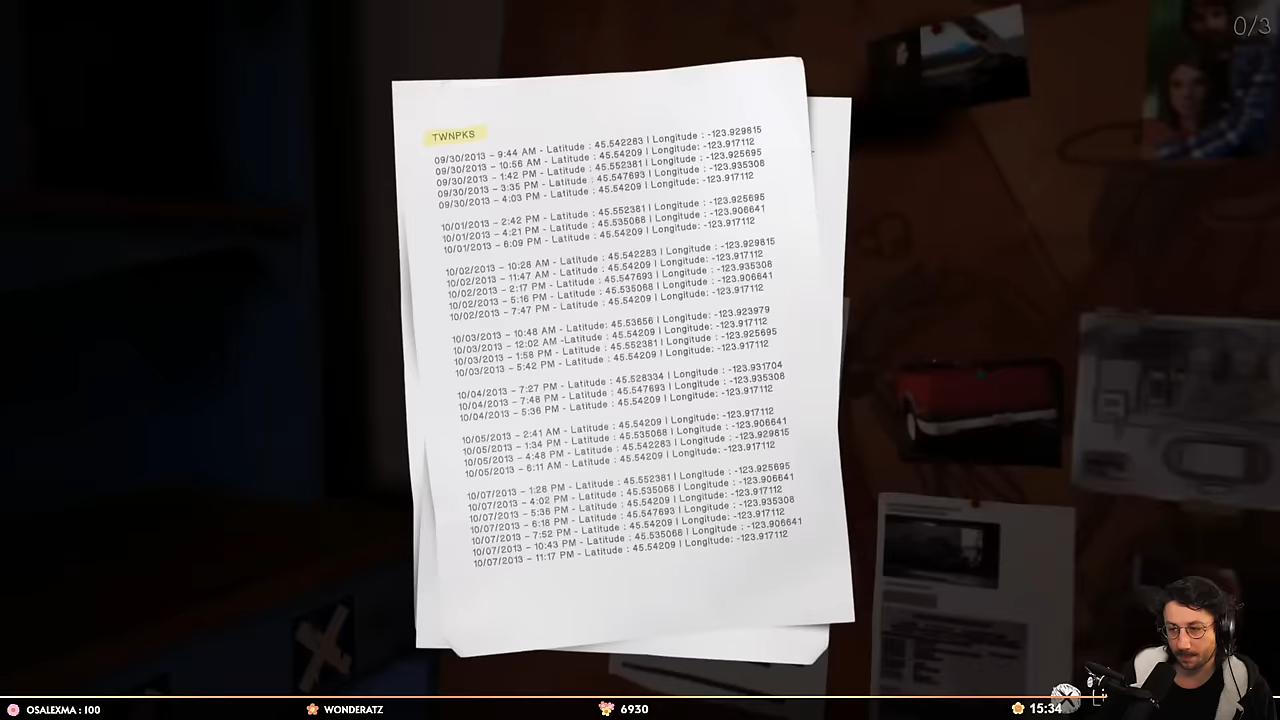 0/3
TWNPKS
09/30/2013 – 9:44 AM - Latitude : 45.542283 | Longitude : -123.929815
09/30/2013 – 10:56 AM - Latitude : 45.54209 | Longitude: -123.917112
09/30/2013 – 1:42 PM - Latitude : 45.552381 | Longitude : -123.925695
09/30/2013 – 3:35 PM - Latitude : 45.547693 | Longitude : -123.935308
09/30/2013 – 4:03 PM - Latitude : 45.54209 | Longitude: -123.917112
10/01/2013 – 2:42 PM - Latitude : 45.552381 | Longitude : -123.925695
10/01/2013 – 4:21 PM - Latitude : 45.535068 | Longitude : -123.906641
10/01/2013 – 6:09 PM - Latitude : 45.54209 | Longitude: -123.917112
10/02/2013 – 10:28 AM - Latitude : 45.542283 | Longitude : -123.929815
10/02/2013 – 11:47 AM - Latitude : 45.54209 | Longitude: -123.917112
10/02/2013 – 2:17 PM - Latitude : 45.547693 | Longitude : -123.935308
10/02/2013 – 5:16 PM - Latitude : 45.535068 | Longitude : -123.906641
10/02/2013 – 7:47 PM - Latitude : 45.54209 | Longitude: -123.917112
10/03/2013 – 10:48 AM - Latitude: 45.53656 | Longitude : -123.923979
10/03/2013 – 12:02 AM -Latitude : 45.54209 | Longitude: -123.917112
10/03/2013 – 1:58 PM - Latitude : 45.552381 | Longitude : -123.925695
10/03/2013 – 5:42 PM - Latitude : 45.54209 | Longitude: -123.917112
10/04/2013 – 7:27 PM - Latitude : 45.528334 | Longitude : -123.931704
10/04/2013 – 7:48 PM - Latitude : 45.547693 | Longitude : -123.935308
10/04/2013 – 5:36 PM - Latitude : 45.54209 | Longitude: -123.917112
10/05/2013 – 2:41 AM - Latitude : 45.54209 | Longitude: -123.917112
10/05/2013 – 1:34 PM - Latitude : 45.535068 | Longitude : -123.906641
10/05/2013 – 4:48 PM - Latitude : 45.542283 | Longitude : -123.929815
10/05/2013 – 6:11 AM - Latitude : 45.54209 | Longitude: -123.917112
10/07/2013 – 1:28 PM - Latitude : 45.552381 | Longitude : -123.925695
10/07/2013 – 4:02 PM - Latitude : 45.535068 | Longitude : -123.906641
10/07/2013 – 5:36 PM - Latitude : 45.54209 | Longitude: -123.917112
10/07/2013 – 6:18 PM - Latitude : 45.547693 | Longitude : -123.935308
10/07/2013 – 7:52 PM - Latitude : 45.54209 | Longitude: -123.917112
10/07/2013 – 10:43 PM - Latitude : 45.535068 | Longitude : -123.906641
10/07/2013 – 11:17 PM - Latitude : 45.54209 | Longitude: -123.917112
OSALEXMA : 100
WONDERATZ
6930
15:34